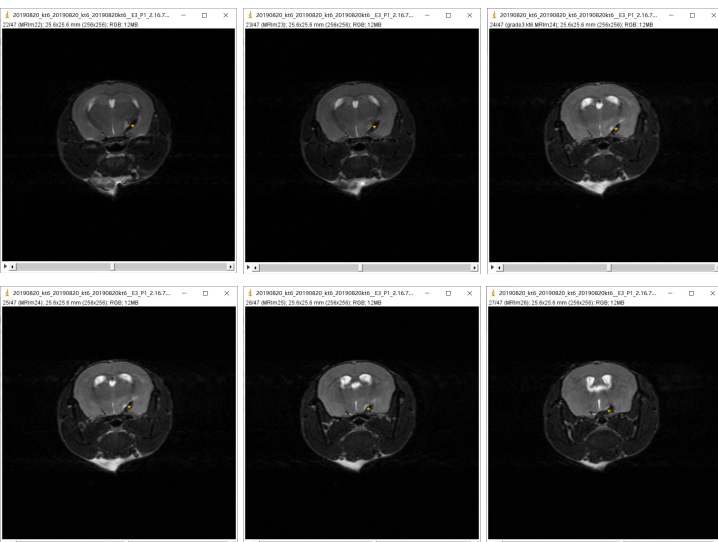 20190820_kt6_20190820_kt6_20190820kt6__E3_P1_2.16.7...
22/47 (MRIm22); 25.6x25.6 mm (256x256); RGB; 12MB
20190820_kt6_20190820_kt6_20190820kt6__E3_P1_2.16.7...
23/47 (MRIm23); 25.6x25.6 mm (256x256); RGB; 12MB
20190820_kt6_20190820_kt6_20190820kt6__E3_P1_2.16.7...
24/47 (grade3 kt6 MRIm24); 25.6x25.6 mm (256x256); RGB; 12MB
20190820_kt6_20190820_kt6_20190820kt6__E3_P1_2.16.7...
25/47 (MRIm24); 25.6x25.6 mm (256x256); RGB; 12MB
20190820_kt6_20190820_kt6_20190820kt6__E3_P1_2.16.7...
26/47 (MRIm25); 25.6x25.6 mm (256x256); RGB; 12MB
20190820_kt6_20190820_kt6_20190820kt6__E3_P1_2.16.7...
27/47 (MRIm26); 25.6x25.6 mm (256x256); RGB; 12MB